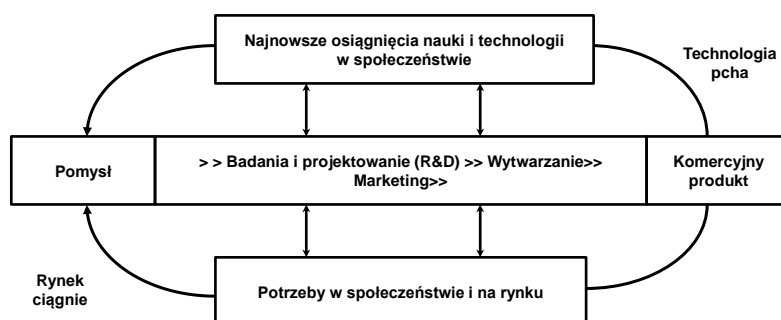 Najnowsze osiągnięcia nauki i technologii
w społeczeństwie
Technologia
pcha
Pomysł
> > Badania i projektowanie (R&D) >> Wytwarzanie>>
Marketing>>
Komercyjny
produkt
Rynek
ciągnie
Potrzeby w społeczeństwie i na rynku